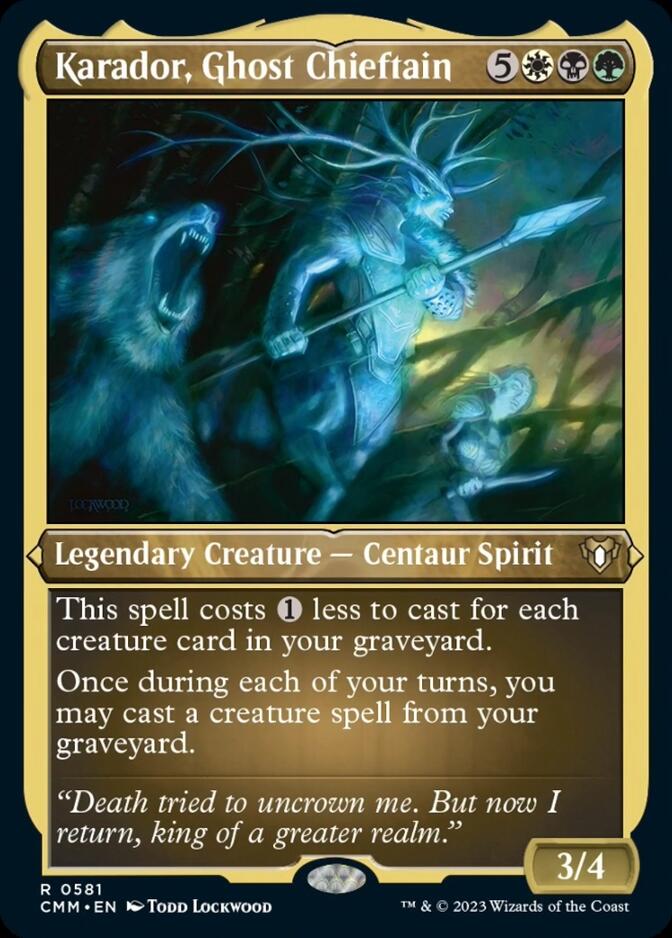 Karador, Ghost Chieftain 5
LOCKWOOD
Legendary Creature — Centaur Spirit
This spell costs 1 less to cast for each
creature card in your graveyard.
Once during each of your turns, you
may cast a creature spell from your
graveyard.
“Death tried to uncrown me. But now I
return, king of a greater realm.”
3/4
R 0581
CMM • EN Todd Lockwood
™ & © 2023 Wizards of the Coast